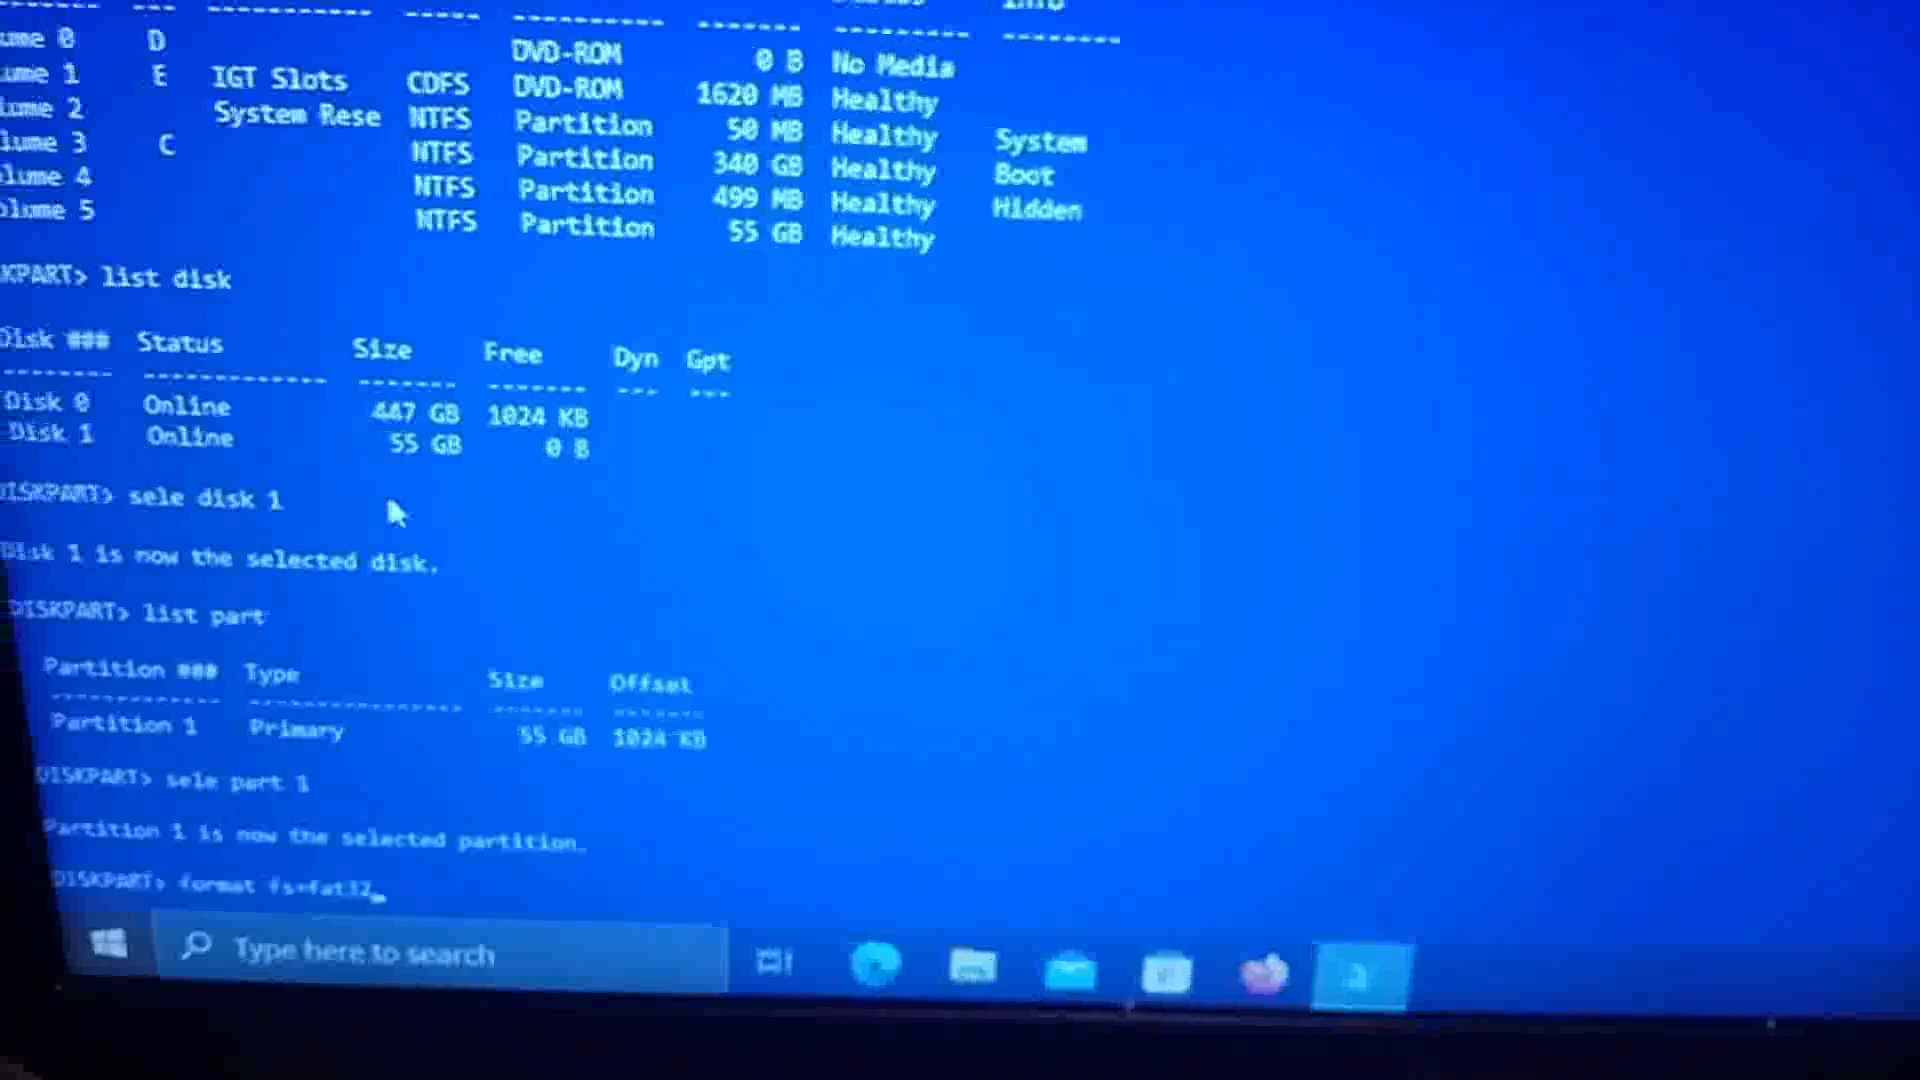 ume 0 D DVD-ROM 0 B No Media
ume 1 E IGT Slots CDFS DVD-ROM 1620 MB Healthy
ume 2 System Rese NTFS Partition 50 MB Healthy System
lume 3 C NTFS Partition 340 GB Healthy Boot
lume 4 NTFS Partition 499 MB Healthy Hidden
olume 5 NTFS Partition 55 GB Healthy
KPART> list disk
Disk ### Status Size Free Dyn Gpt
Disk 0 Online 447 GB 1024 KB
Disk 1 Online 55 GB 0 B
DISKPART> sele disk 1
Disk 1 is now the selected disk.
DISKPART> list part
Partition ### Type Size Offset
Partition 1 Primary 55 GB 1024 KB
DISKPART> sele part 1
Partition 1 is now the selected partition.
DISKPART> format fs=fat32_
Type here to search